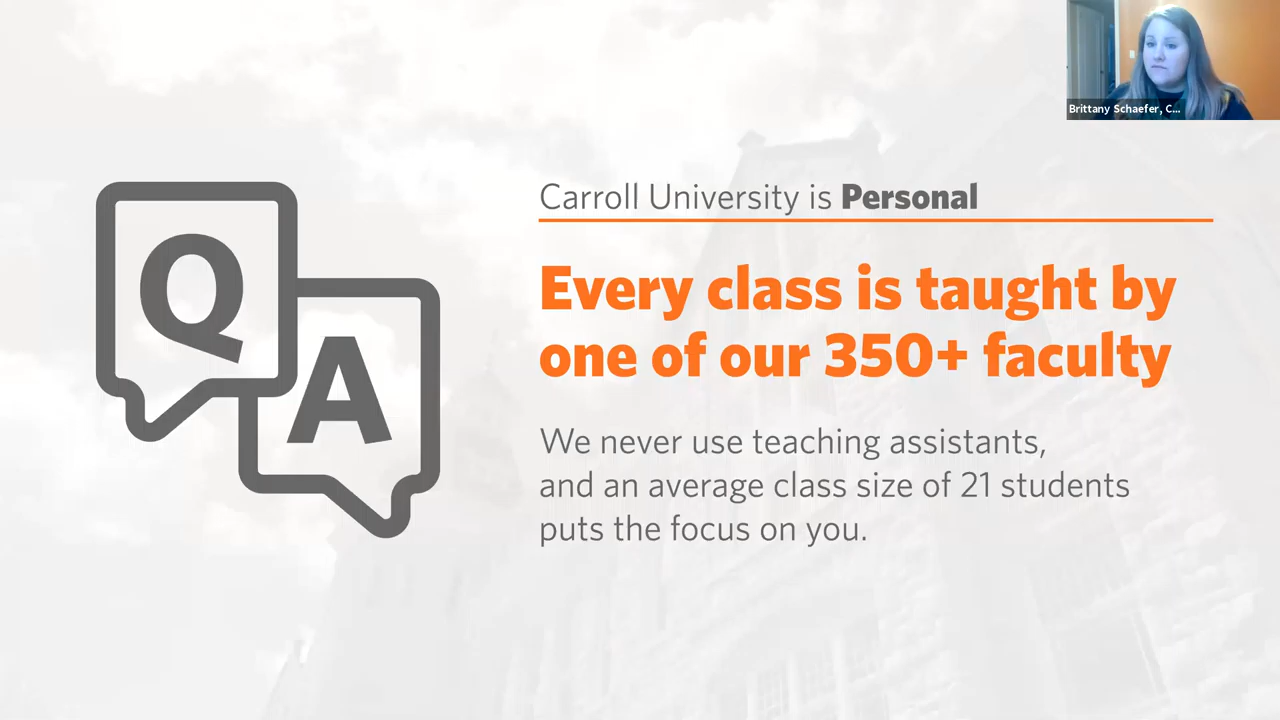 Brittany Schaefer, C...
Carroll University is Personal
Q
A
Every class is taught by
one of our 350+ faculty
We never use teaching assistants,
and an average class size of 21 students
puts the focus on you.